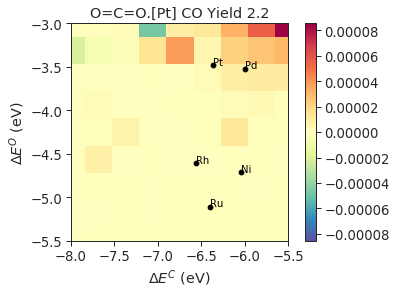 O=C=O,[Pt] CO Yield 2.2
−3.0
−3.5
−4.0
−4.5
−5.0
−5.5
ΔE^O (eV)
Pt
Pd
Rh
Ni
Ru
−8.0 −7.5 −7.0 −6.5 −6.0 −5.5
ΔE^C (eV)
0.00008
0.00006
0.00004
0.00002
0.00000
−0.00002
−0.00004
−0.00006
−0.00008